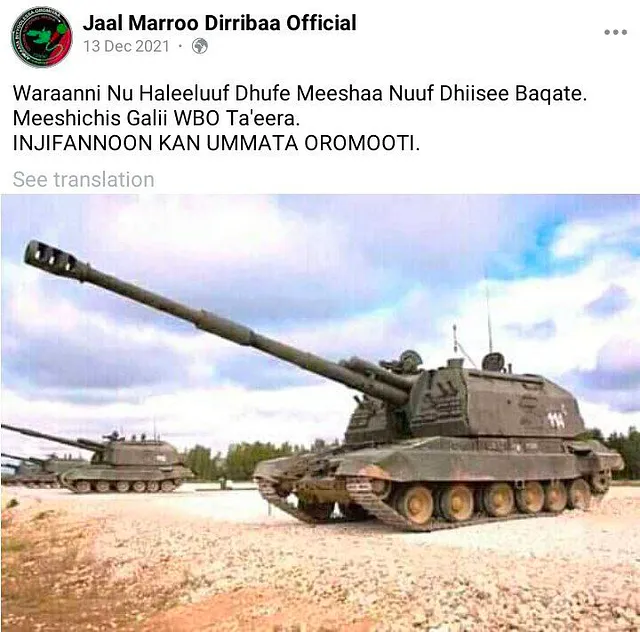 Jaal Marroo Dirribaa Official
13 Dec 2021 ·
Waraanni Nu Haleeluuf Dhufe Meeshaa Nuuf Dhiisee Baqate.
Meeshichis Galii WBO Ta'eera.
INJIFANNOON KAN UMMATA OROMOOTI.
See translation